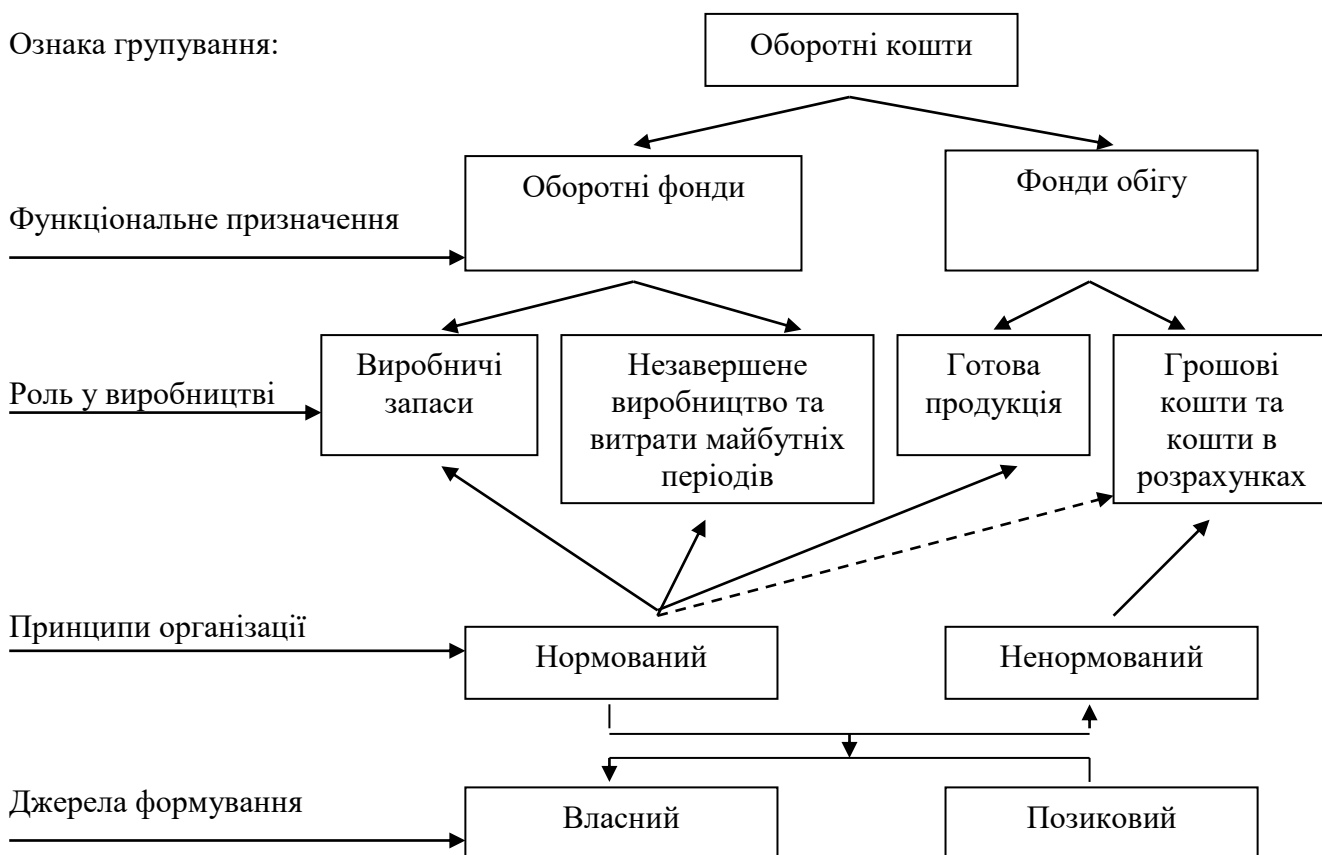 Ознака групування:
Оборотні кошти
Оборотні фонди
Фонди обігу
Функціональне призначення
Виробничі
запаси
Незавершене
виробництво та
витрати майбутніх
періодів
Готова
продукція
Грошові
кошти та
кошти в
розрахунках
Роль у виробництві
Принципи організації
Нормований
Ненормований
Джерела формування
Власний
Позиковий